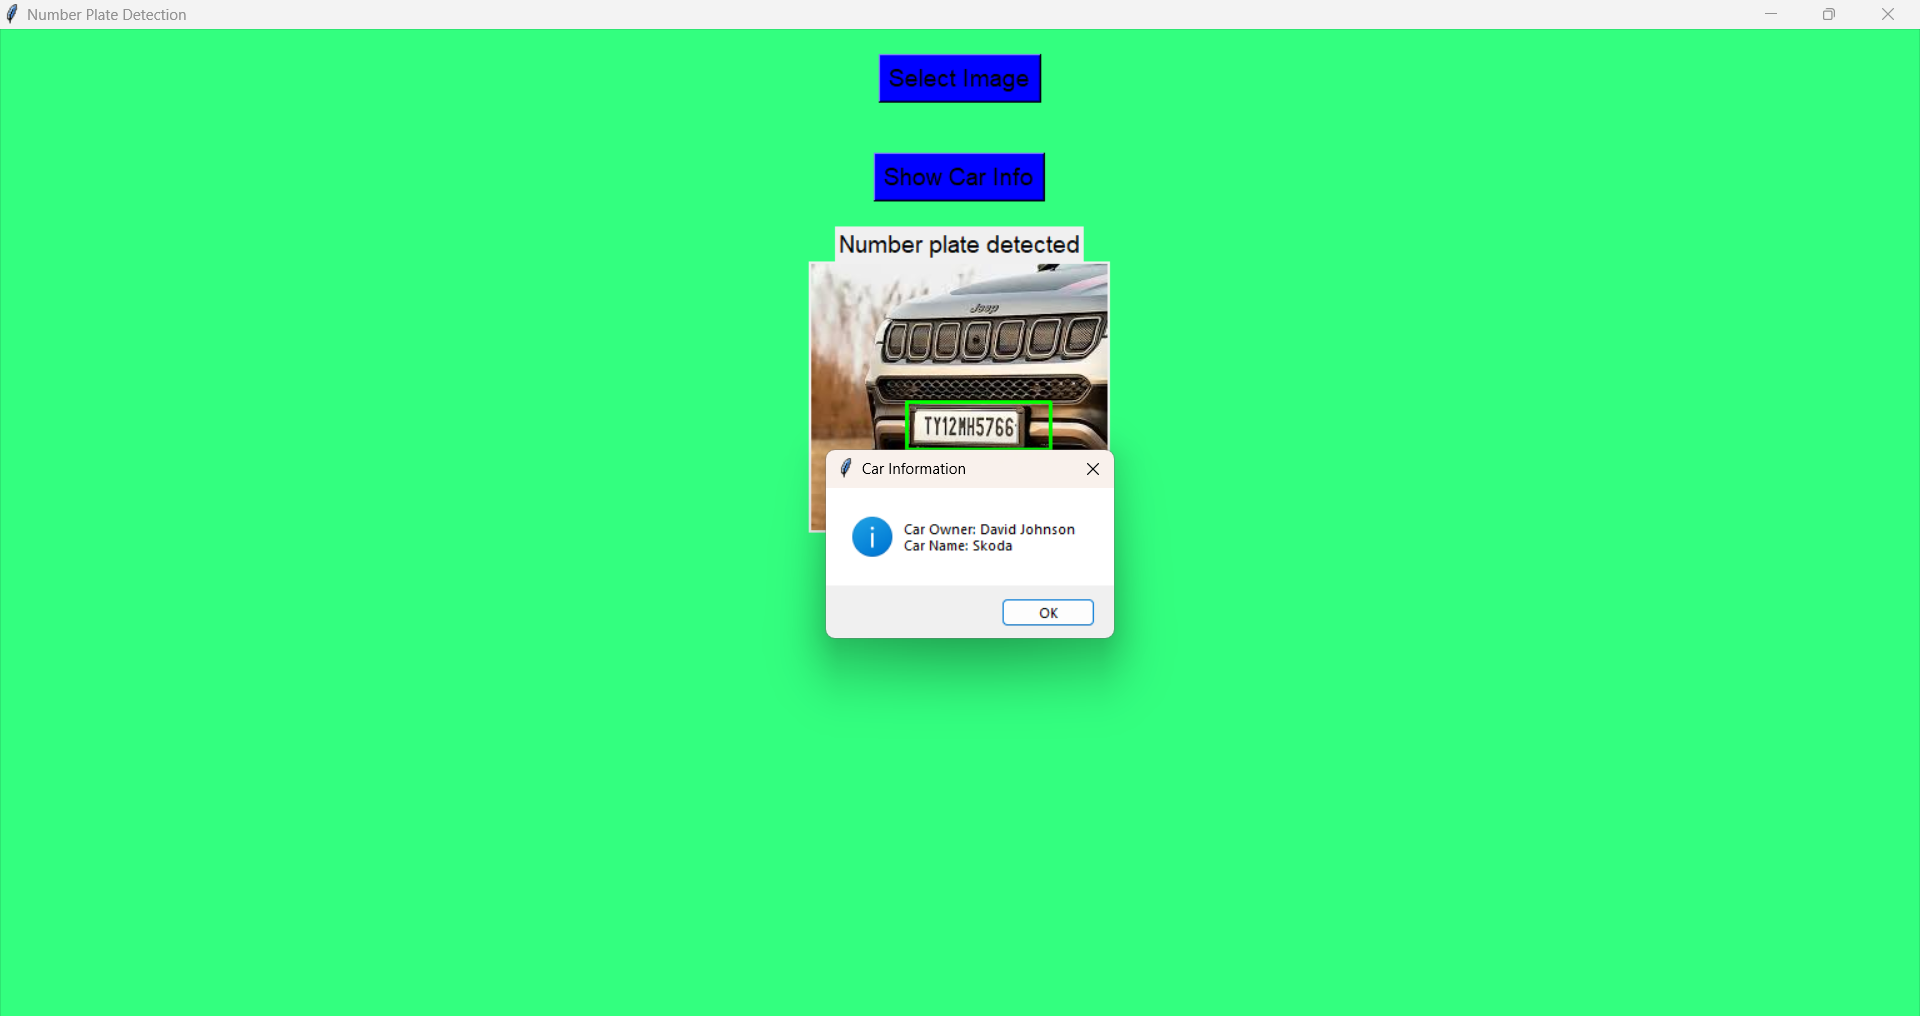 Number Plate Detection
Select Image
Show Car Info
Number plate detected
Jeep
TY12MH5766
Car Information
Car Owner: David Johnson
Car Name: Skoda
OK